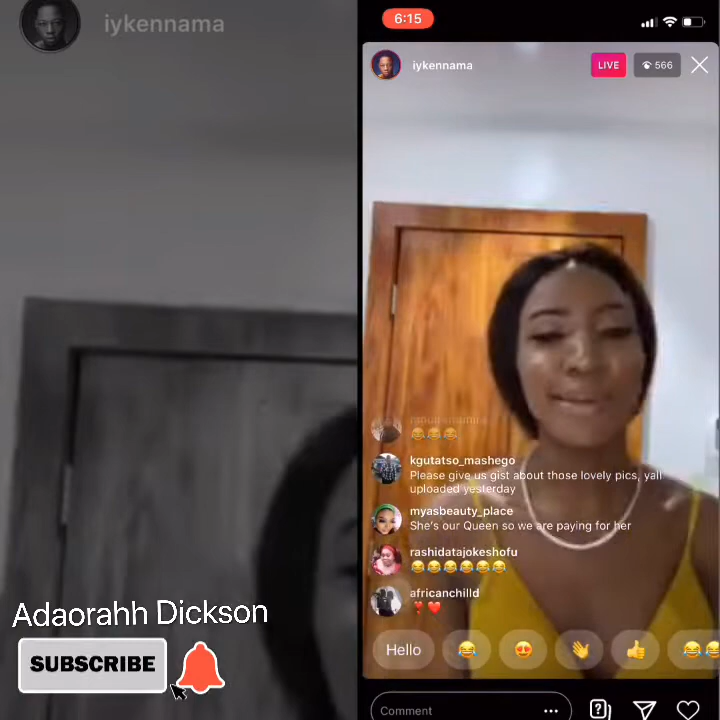 iykennama
6:15
iykennama
LIVE
566
kgutatso_mashego
Please give us gist about those lovely pics, yall
uploaded yesterday
myasbeauty_place
She's our Queen so we are paying for her
rashidatajokeshofu
africanchilld
Hello
Comment
Adaorahh Dickson
SUBSCRIBE